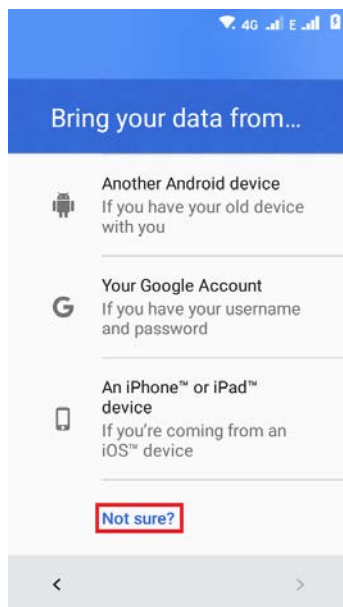 4G E
Bring your data from...
Another Android device
If you have your old device
with you
Your Google Account
If you have your username
and password
An iPhone™ or iPad™
device
If you're coming from an
iOS™ device
Not sure?